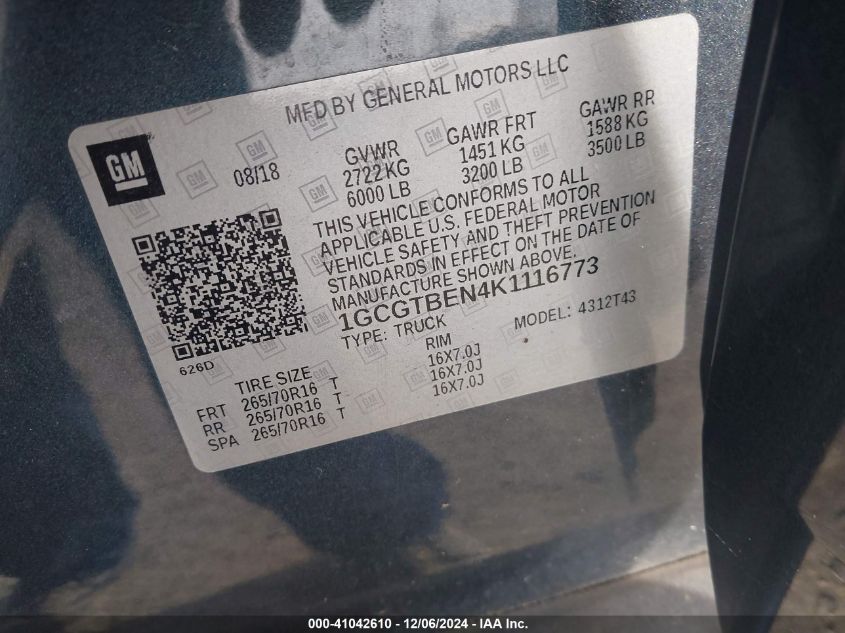 MFD BY GENERAL MOTORS LLC
GM
08/18
GVWR
2722 KG
6000 LB
GAWR FRT
1451 KG
3200 LB
GAWR RR
1588 KG
3500 LB
THIS VEHICLE CONFORMS TO ALL
APPLICABLE U.S. FEDERAL MOTOR
VEHICLE SAFETY AND THEFT PREVENTION
STANDARDS IN EFFECT ON THE DATE OF
MANUFACTURE SHOWN ABOVE.
1GCGTBEN4K1116773
TYPE: TRUCK
MODEL: 4312T43
626D
TIRE SIZE
RIM
FRT 265/70R16 T 16X7.0J
RR 265/70R16 T 16X7.0J
SPA 265/70R16 T 16X7.0J
000-41042610 - 12/06/2024 - IAA Inc.